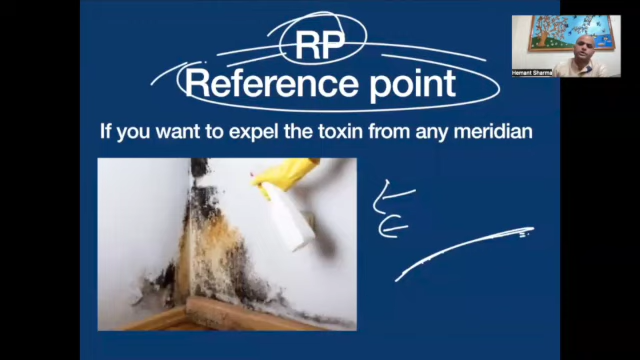 RP
Reference point
Hemant Sharma
If you want to expel the toxin from any meridian